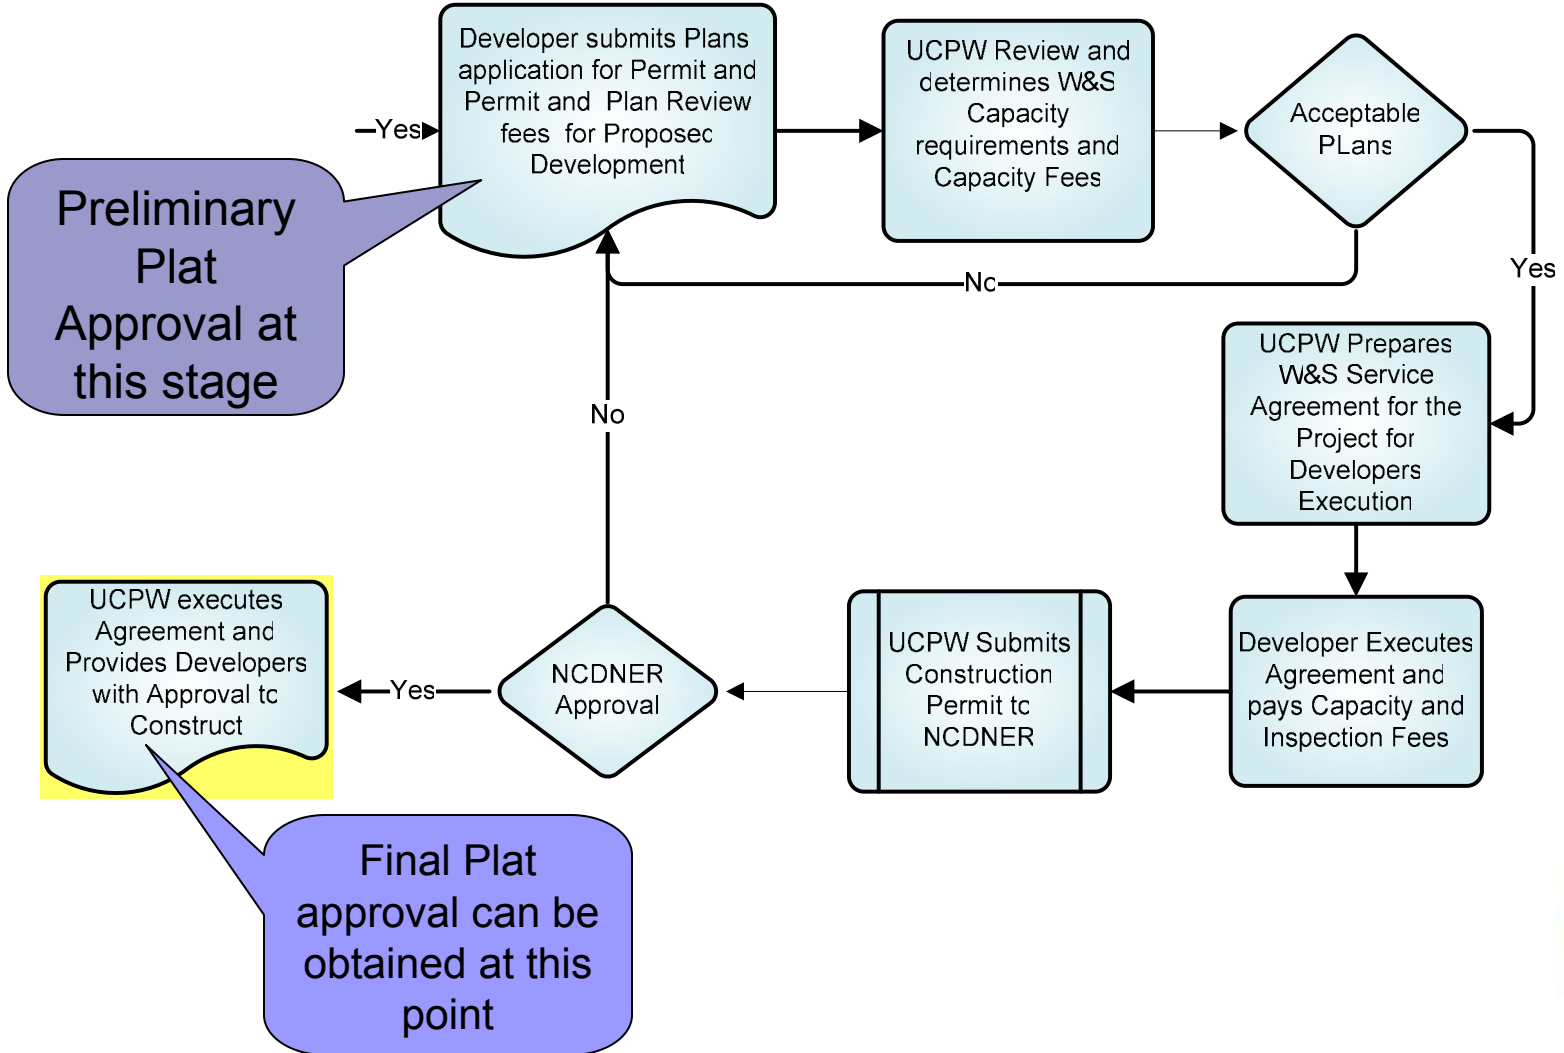 Yes
Developer submits Plans
application for Permit and
Permit and Plan Review
fees for Proposed
Development
UCPW Review and
determines W&S
Capacity
requirements and
Capacity Fees
Acceptable
PLans
Preliminary
Plat
Approval at
this stage
No
Yes
UCPW Prepares
W&S Service
Agreement for the
Project for
Developers
Execution
No
UCPW executes
Agreement and
Provides Developers
with Approval to
Construct
Yes
NCDNER
Approval
UCPW Submits
Construction
Permit to
NCDNER
Developer Executes
Agreement and
pays Capacity and
Inspection Fees
Final Plat
approval can be
obtained at this
point